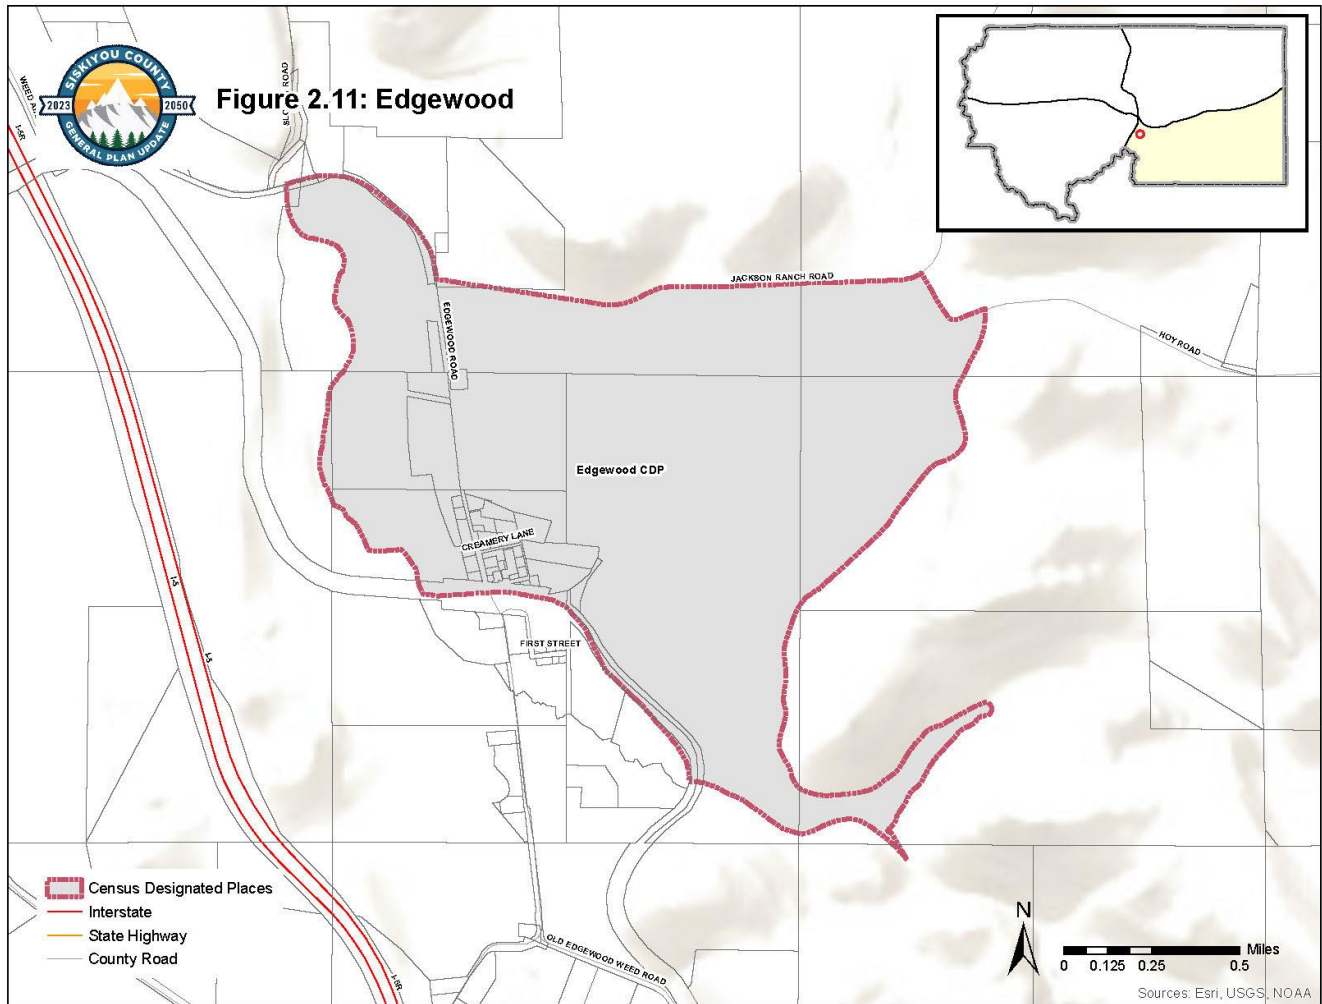 SISKIYOU COUNTY
2023
2050
GENERAL PLAN UPDATE
Figure 2.11: Edgewood
I-5R
JACKSON RANCH ROAD
EDGEWOOD ROAD
HOY ROAD
Edgewood CDP
CREAMERY LANE
I-5
FIRST STREET
I-5
Census Designated Places
Interstate
State Highway
County Road
OLD EDGEWOOD WEED ROAD
I-5R
N
Miles
0 0.125 0.25 0.5
Sources: Esri, USGS, NOAA